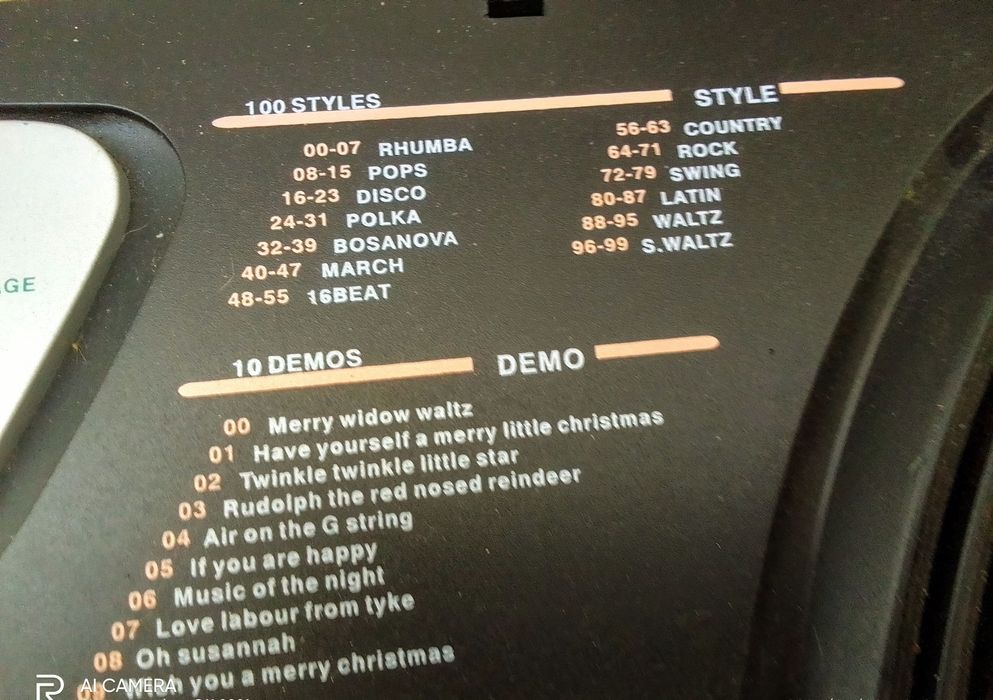 100 STYLES STYLE
00-07 RHUMBA
08-15 POPS
16-23 DISCO
24-31 POLKA
32-39 BOSANOVA
40-47 MARCH
48-55 16BEAT
56-63 COUNTRY
64-71 ROCK
72-79 SWING
80-87 LATIN
88-95 WALTZ
96-99 S.WALTZ
10 DEMOS DEMO
00 Merry widow waltz
01 Have yourself a merry little christmas
02 Twinkle twinkle little star
03 Rudolph the red nosed reindeer
04 Air on the G string
05 If you are happy
06 Music of the night
07 Love labour from tyke
08 Oh susannah
you a merry christmas
AI CAMERA